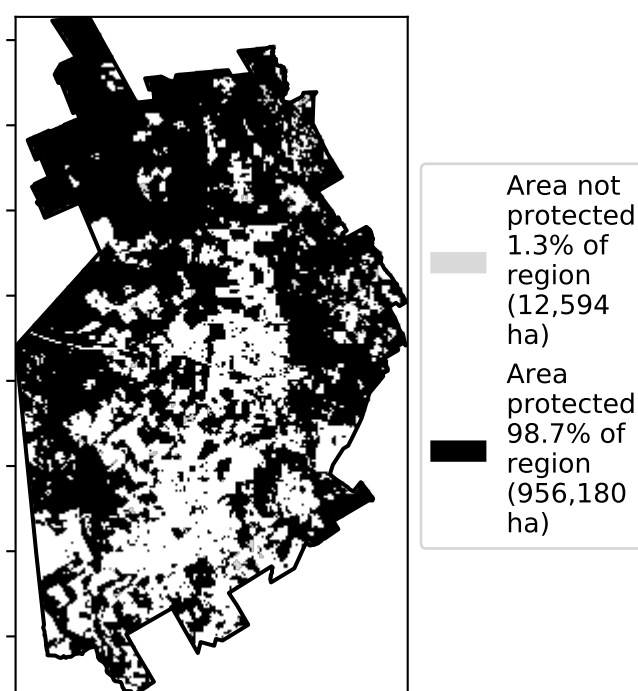 Area not
protected
1.3% of
region
(12,594
ha)
Area
protected
98.7% of
region
(956,180
ha)